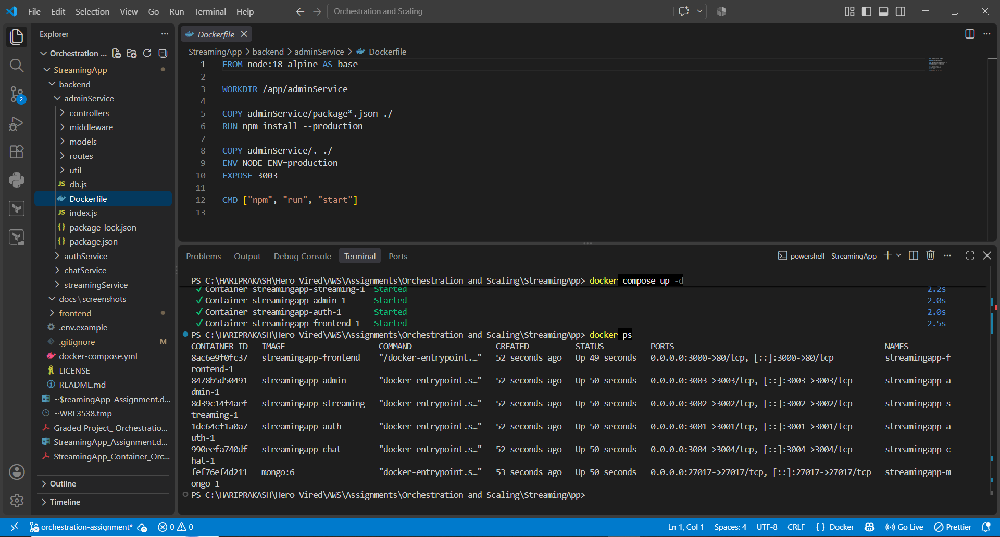 File Edit Selection View Go Run Terminal Help
Orchestration and Scaling
Explorer
Orchestration ...
StreamingApp
backend
adminService
controllers
middleware
models
routes
util
JS db.js
Dockerfile
JS index.js
{} package-lock.json
{} package.json
authService
chatService
streamingService
docs\screenshots
frontend
.env.example
.gitignore M
docker-compose.yml
LICENSE
README.md
~$reamingApp_Assignment.d...
~WRL3538.tmp
Graded Project_ Orchestratio...
StreamingApp_Assignment.d...
StreamingApp_Container_Orc...
Outline
Timeline
2
Dockerfile
StreamingApp > backend > adminService > Dockerfile
1 FROM node:18-alpine AS base
2
3 WORKDIR /app/adminService
4
5 COPY adminService/package*.json ./
6 RUN npm install --production
7
8 COPY adminService/. ./
9 ENV NODE_ENV=production
10 EXPOSE 3003
11
12 CMD ["npm", "run", "start"]
13
Problems Output Debug Console Terminal Ports
powershell - StreamingApp
PS C:\HARIPRAKASH\Hero Vired\AWS\Assignments\Orchestration and Scaling\StreamingApp> docker compose up -d
✓ Container streamingapp-streaming-1 Started 2.2s
✓ Container streamingapp-admin-1 Started 2.0s
✓ Container streamingapp-auth-1 Started 2.0s
✓ Container streamingapp-frontend-1 Started 2.5s
PS C:\HARIPRAKASH\Hero Vired\AWS\Assignments\Orchestration and Scaling\StreamingApp> docker ps
CONTAINER ID IMAGE COMMAND CREATED STATUS PORTS NAMES
8ac6e9f0fc37 streamingapp-frontend "/docker-entrypoint.…" 52 seconds ago Up 49 seconds 0.0.0.0:3000->80/tcp, [::]:3000->80/tcp streamingapp-f
rontend-1
8478b5d50491 streamingapp-admin "docker-entrypoint.s…" 52 seconds ago Up 50 seconds 0.0.0.0:3003->3003/tcp, [::]:3003->3003/tcp streamingapp-a
dmin-1
8d39c14f4aef streamingapp-streaming "docker-entrypoint.s…" 52 seconds ago Up 50 seconds 0.0.0.0:3002->3002/tcp, [::]:3002->3002/tcp streamingapp-s
treaming-1
1dc64cf1a0a7 streamingapp-auth "docker-entrypoint.s…" 52 seconds ago Up 50 seconds 0.0.0.0:3001->3001/tcp, [::]:3001->3001/tcp streamingapp-a
uth-1
990eefa740df streamingapp-chat "docker-entrypoint.s…" 52 seconds ago Up 50 seconds 0.0.0.0:3004->3004/tcp, [::]:3004->3004/tcp streamingapp-c
hat-1
fef76ef4d211 mongo:6 "docker-entrypoint.s…" 53 seconds ago Up 50 seconds 0.0.0.0:27017->27017/tcp, [::]:27017->27017/tcp streamingapp-m
ongo-1
PS C:\HARIPRAKASH\Hero Vired\AWS\Assignments\Orchestration and Scaling\StreamingApp>
orchestration-assignment* 0 0 Ln 1, Col 1 Spaces: 4 UTF-8 CRLF {} Docker Go Live Prettier